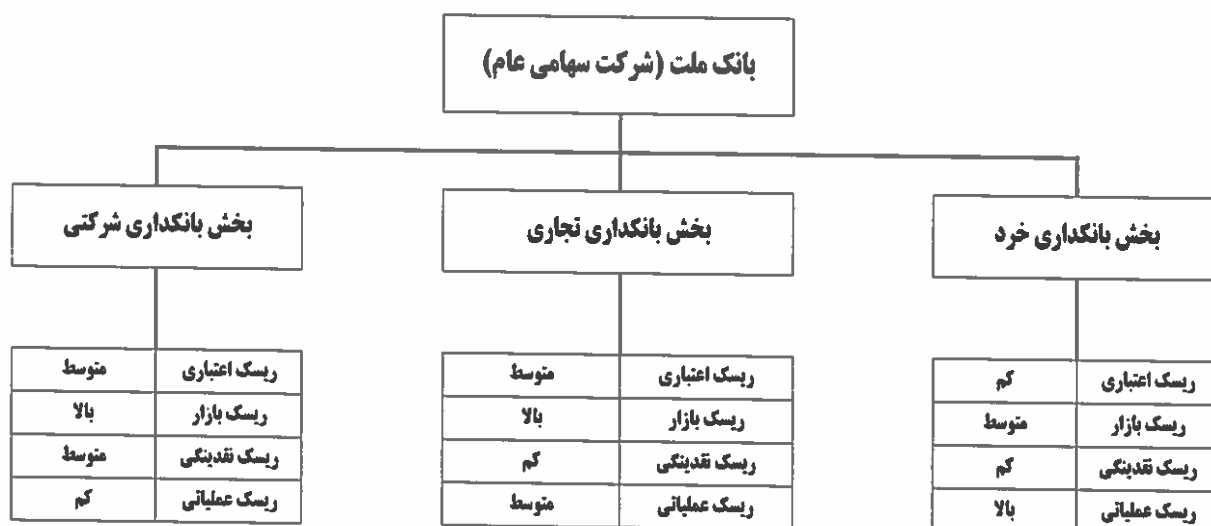 بانک ملت (شرکت سهامی عام)
بخش بانکداری خرد
بخش بانکداری تجاری
بخش بانکداری شرکتی
ریسک اعتباری کم
ریسک بازار متوسط
ریسک نقدینگی کم
ریسک عملیاتی بالا
ریسک اعتباری متوسط
ریسک بازار بالا
ریسک نقدینگی کم
ریسک عملیاتی متوسط
ریسک اعتباری متوسط
ریسک بازار بالا
ریسک نقدینگی متوسط
ریسک عملیاتی کم